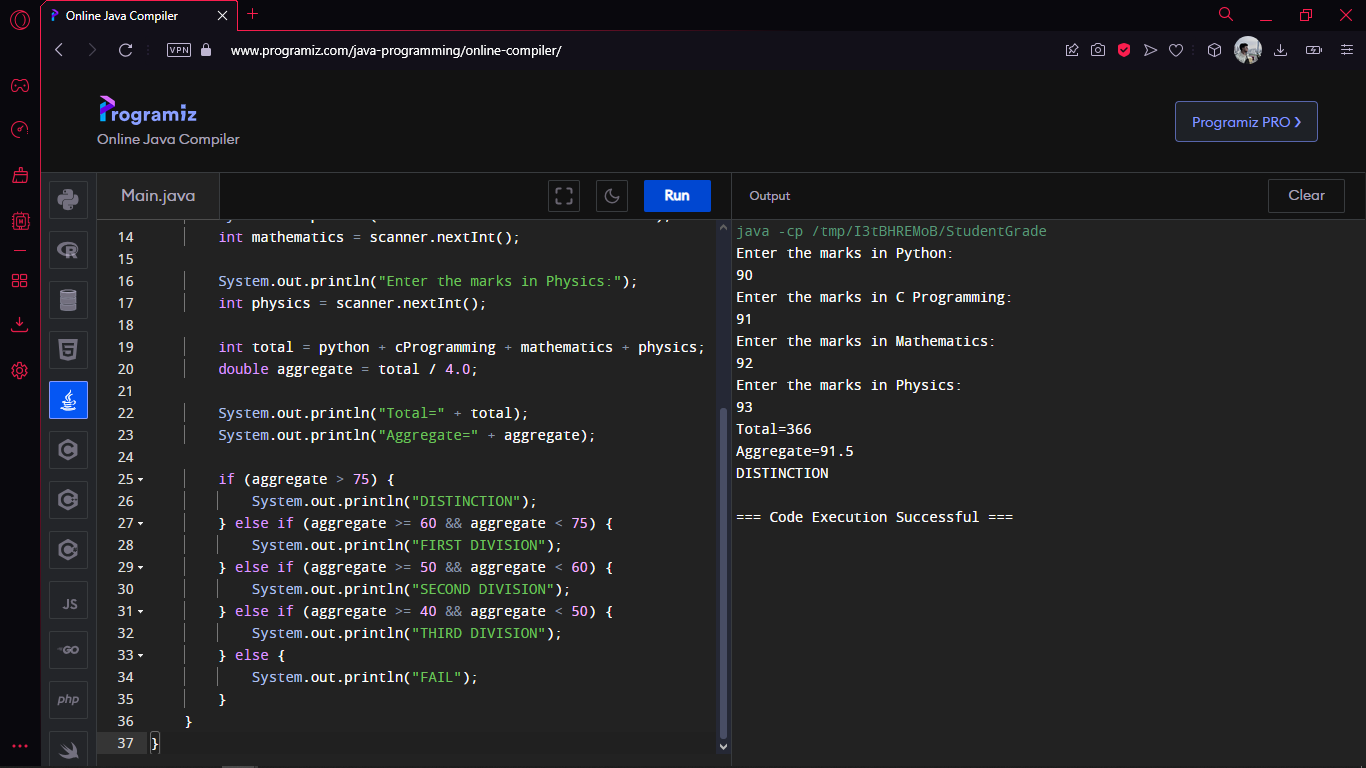 Online Java Compiler
VPN
www.programiz.com/java-programming/online-compiler/
Programiz
Online Java Compiler
Programiz PRO ❯
Main.java
Run
Output
Clear
14 int mathematics = scanner.nextInt();
15
16 System.out.println("Enter the marks in Physics:");
17 int physics = scanner.nextInt();
18
19 int total = python + cProgramming + mathematics + physics;
20 double aggregate = total / 4.0;
21
22 System.out.println("Total=" + total);
23 System.out.println("Aggregate=" + aggregate);
24
25 if (aggregate > 75) {
26 System.out.println("DISTINCTION");
27 } else if (aggregate >= 60 && aggregate < 75) {
28 System.out.println("FIRST DIVISION");
29 } else if (aggregate >= 50 && aggregate < 60) {
30 System.out.println("SECOND DIVISION");
31 } else if (aggregate >= 40 && aggregate < 50) {
32 System.out.println("THIRD DIVISION");
33 } else {
34 System.out.println("FAIL");
35 }
36 }
37 }
JS
GO
php
java -cp /tmp/I3tBHREMoB/StudentGrade
Enter the marks in Python:
90
Enter the marks in C Programming:
91
Enter the marks in Mathematics:
92
Enter the marks in Physics:
93
Total=366
Aggregate=91.5
DISTINCTION
=== Code Execution Successful ===